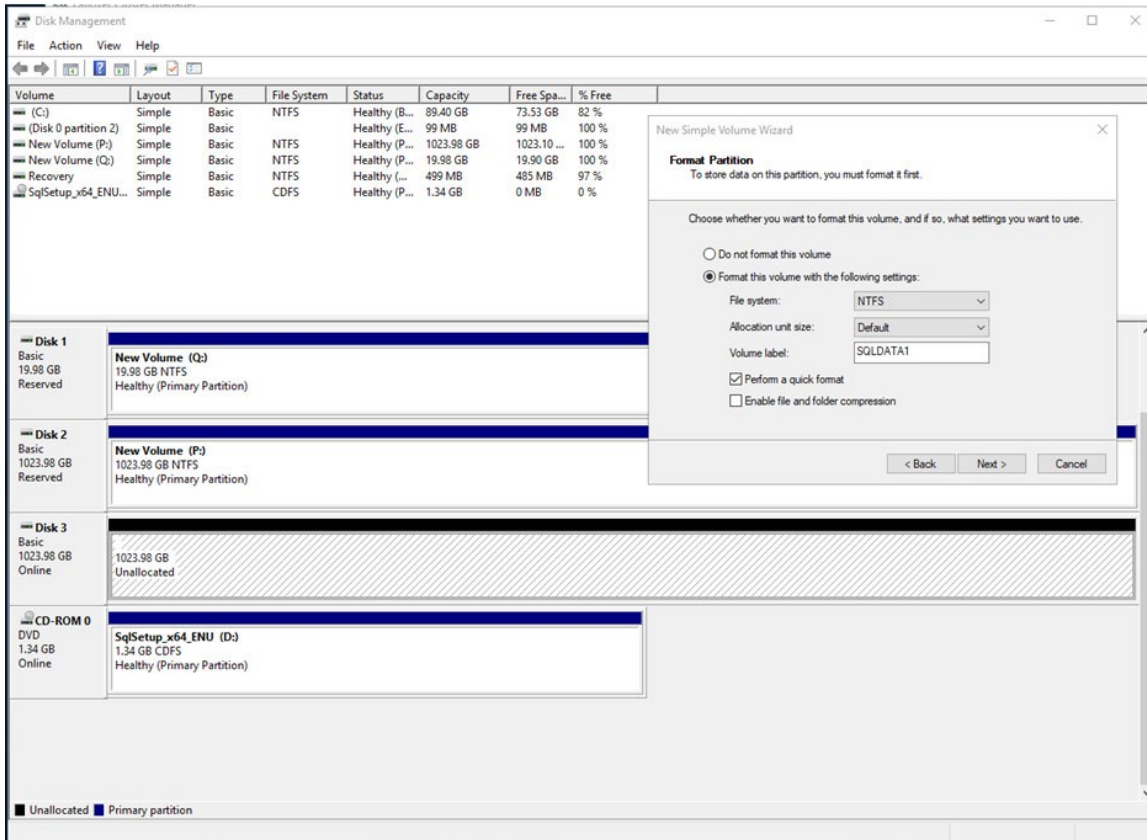 Disk Management
File Action View Help
Volume Layout Type File System Status Capacity Free Spa... % Free
(C:) Simple Basic NTFS Healthy (B... 89.40 GB 73.53 GB 82 %
(Disk 0 partition 2) Simple Basic Healthy (E... 99 MB 99 MB 100 %
New Volume (P:) Simple Basic NTFS Healthy (P... 1023.98 GB 1023.10 ... 100 %
New Volume (Q:) Simple Basic NTFS Healthy (P... 19.98 GB 19.90 GB 100 %
Recovery Simple Basic NTFS Healthy (... 499 MB 485 MB 97 %
SqlSetup_x64_ENU... Simple Basic CDFS Healthy (P... 1.34 GB 0 MB 0 %
New Simple Volume Wizard
Format Partition
To store data on this partition, you must format it first.
Choose whether you want to format this volume, and if so, what settings you want to use.
Do not format this volume
Format this volume with the following settings:
File system: NTFS
Allocation unit size: Default
Volume label: SQLDATA1
Perform a quick format
Enable file and folder compression
< Back Next > Cancel
Disk 1
Basic
19.98 GB
Reserved
New Volume (Q:)
19.98 GB NTFS
Healthy (Primary Partition)
Disk 2
Basic
1023.98 GB
Reserved
New Volume (P:)
1023.98 GB NTFS
Healthy (Primary Partition)
Disk 3
Basic
1023.98 GB
Online
1023.98 GB
Unallocated
CD-ROM 0
DVD
1.34 GB
Online
SqlSetup_x64_ENU (D:)
1.34 GB CDFS
Healthy (Primary Partition)
Unallocated Primary partition